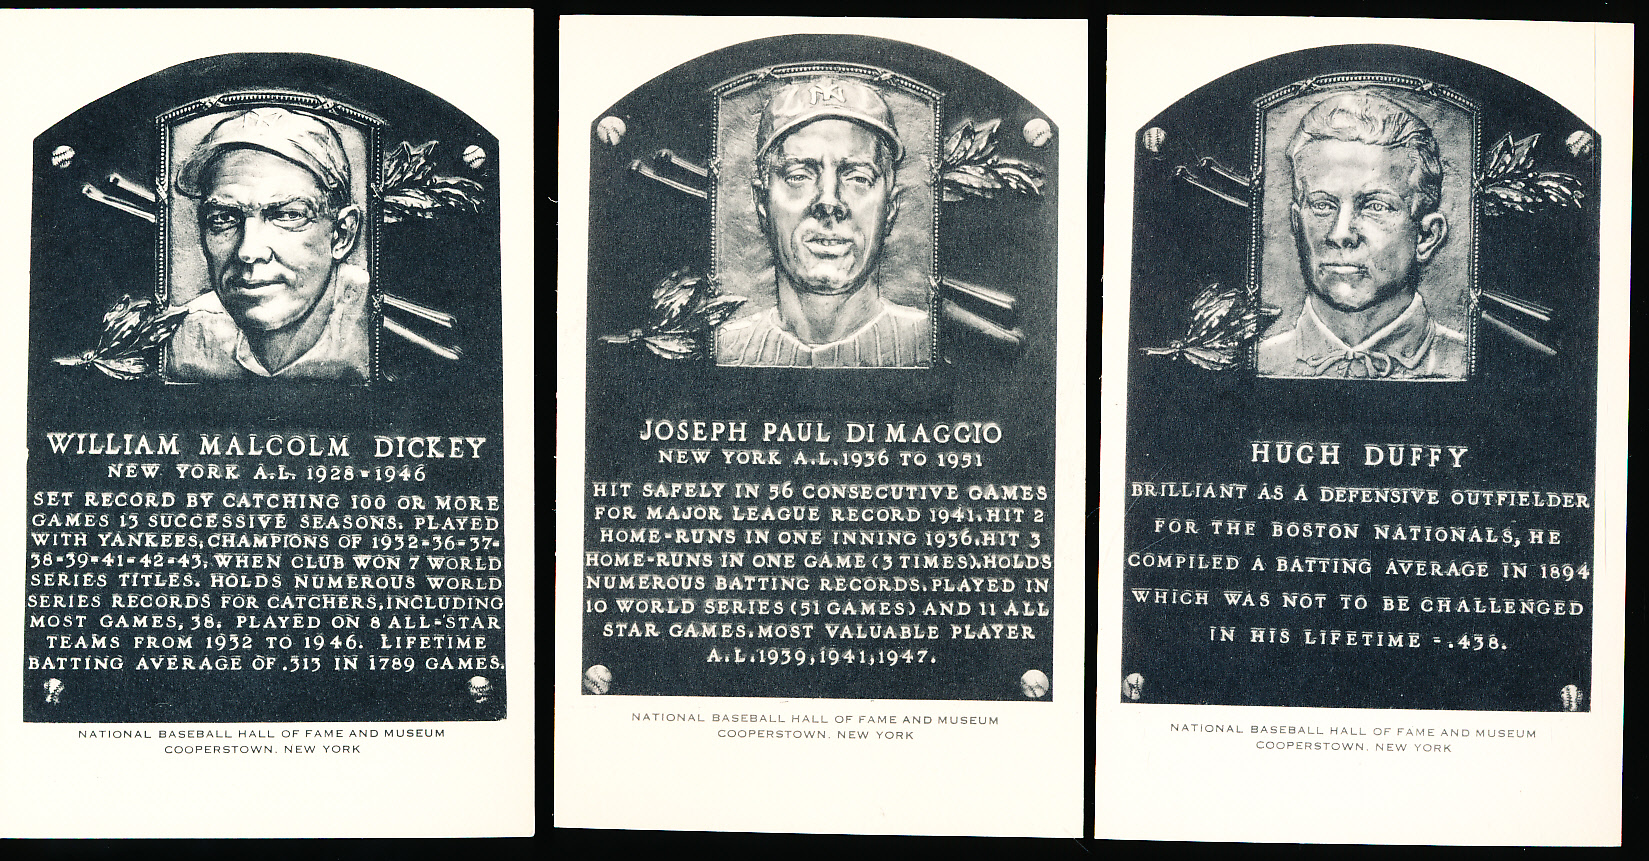 WILLIAM MALCOLM DICKEY
NEW YORK A.L. 1928-1946
SET RECORD BY CATCHING 100 OR MORE
GAMES 13 SUCCESSIVE SEASONS. PLAYED
WITH YANKEES, CHAMPIONS OF 1932-36-37-
38-39-41-42-43, WHEN CLUB WON 7 WORLD
SERIES TITLES. HOLDS NUMEROUS WORLD
SERIES RECORDS FOR CATCHERS, INCLUDING
MOST GAMES, 38. PLAYED ON 8 ALL-STAR
TEAMS FROM 1932 TO 1946. LIFETIME
BATTING AVERAGE OF .313 IN 1789 GAMES.
NATIONAL BASEBALL HALL OF FAME AND MUSEUM
COOPERSTOWN, NEW YORK
NY
JOSEPH PAUL DI MAGGIO
NEW YORK A.L. 1936 TO 1951
HIT SAFELY IN 56 CONSECUTIVE GAMES
FOR MAJOR LEAGUE RECORD 1941. HIT 2
HOME-RUNS IN ONE INNING 1936. HIT 3
HOME-RUNS IN ONE GAME (3 TIMES). HOLDS
NUMEROUS BATTING RECORDS. PLAYED IN
10 WORLD SERIES (51 GAMES) AND 11 ALL
STAR GAMES. MOST VALUABLE PLAYER
A.L. 1939, 1941, 1947.
NATIONAL BASEBALL HALL OF FAME AND MUSEUM
COOPERSTOWN, NEW YORK
HUGH DUFFY
BRILLIANT AS A DEFENSIVE OUTFIELDER
FOR THE BOSTON NATIONALS, HE
COMPILED A BATTING AVERAGE IN 1894
WHICH WAS NOT TO BE CHALLENGED
IN HIS LIFETIME - .438.
NATIONAL BASEBALL HALL OF FAME AND MUSEUM
COOPERSTOWN, NEW YORK